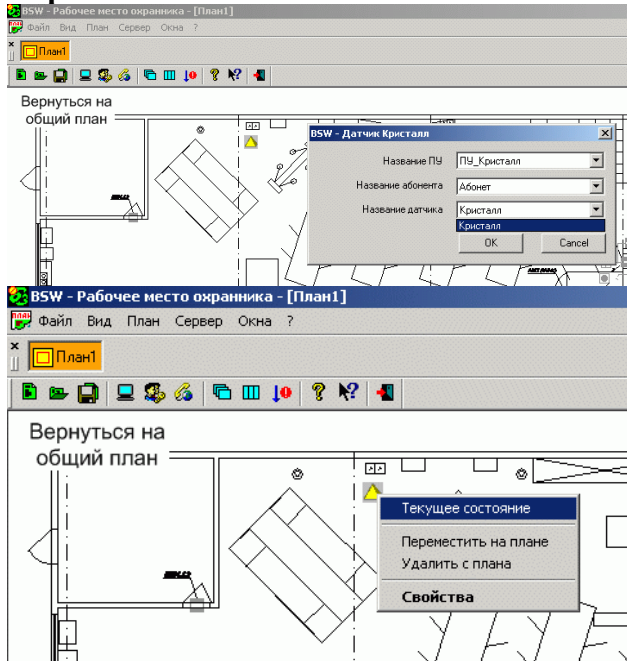 BSW - Рабочее место охранника - [План1]
Файл Вид План Сервер Окна ?
План1
Вернуться на
общий план
BSW - Датчик Кристалл
Название ПУ ПУ_Кристалл
Название абонента Абонет
Название датчика Кристалл
Кристалл
OK Cancel
BSW - Рабочее место охранника - [План1]
Файл Вид План Сервер Окна ?
План1
Вернуться на
общий план
Текущее состояние
Переместить на плане
Удалить с плана
Свойства